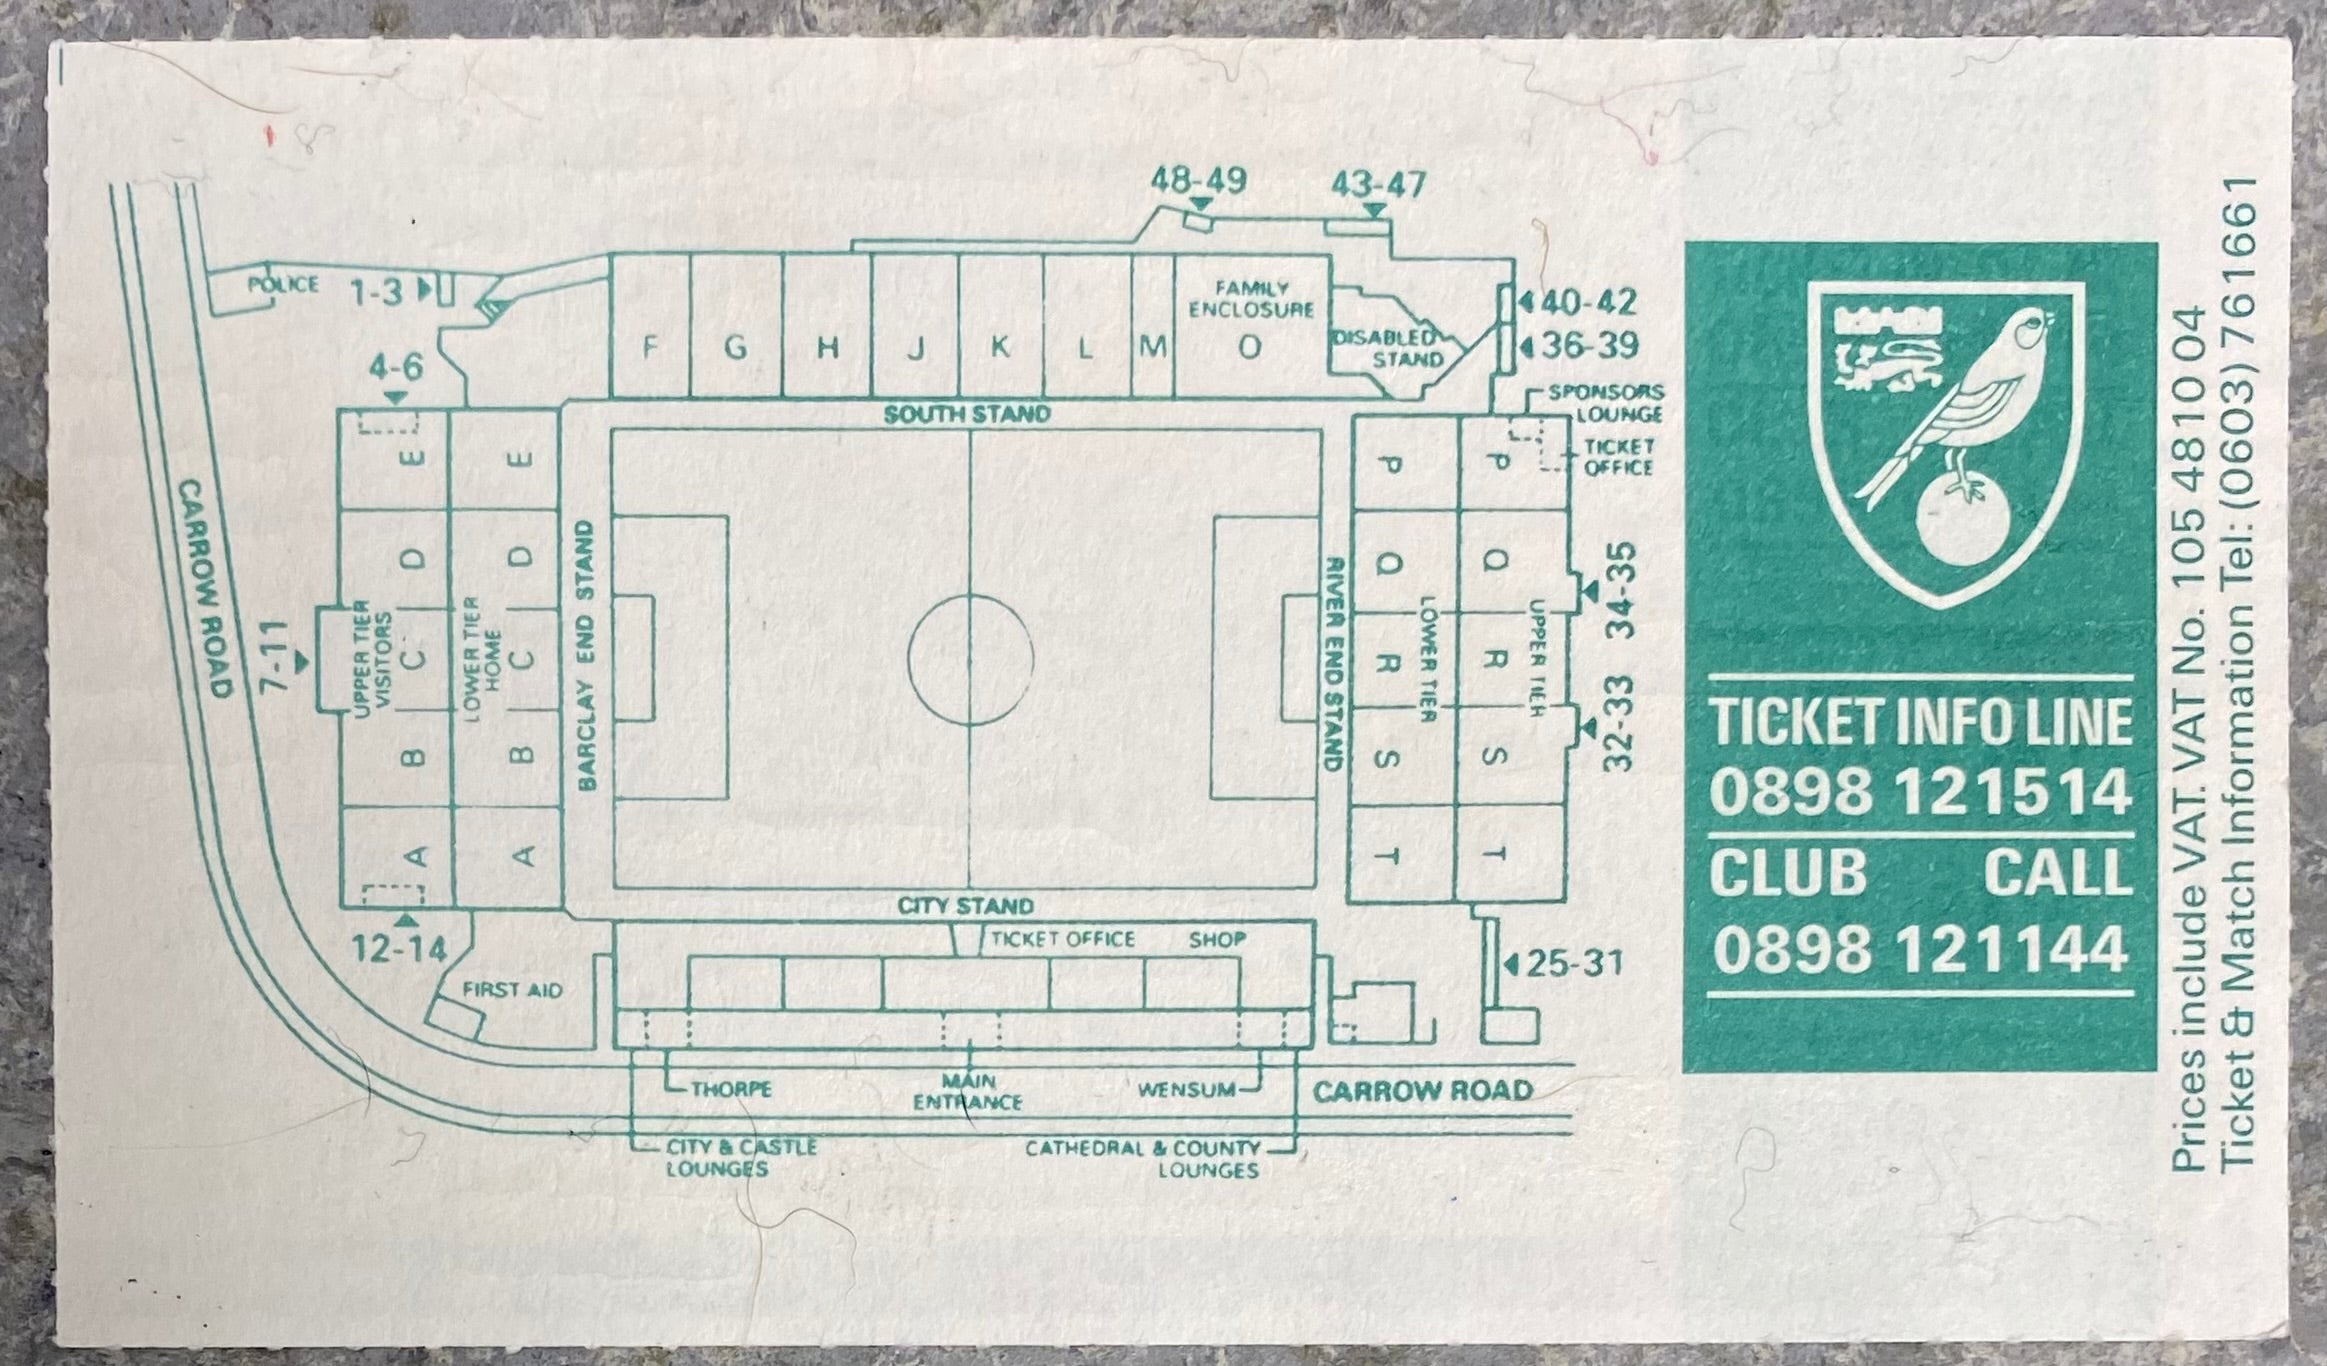 48-49
43-47
POLICE
1-3
4-6
F
G
H
J
K
L
M
FAMILY
ENCLOSURE
O
DISABLED
STAND
40-42
36-39
SPONSORS
LOUNGE
TICKET
OFFICE
SOUTH STAND
CARROW ROAD
7-11
UPPER TIER
VISITORS
E
D
C
B
A
LOWER TIER
HOME
E
D
C
B
A
BARCLAY END STAND
RIVER END STAND
P
Q
R
S
T
LOWER TIER
P
Q
R
S
T
UPPER TIER
34-35
32-33
12-14
CITY STAND
TICKET OFFICE
SHOP
FIRST AID
25-31
THORPE
MAIN
ENTRANCE
WENSUM
CARROW ROAD
CITY & CASTLE
LOUNGES
CATHEDRAL & COUNTY
LOUNGES
TICKET INFO LINE
0898 121514
CLUB CALL
0898 121144
Prices include VAT. VAT No. 105 4810 04
Ticket & Match Information Tel: (0603) 761661